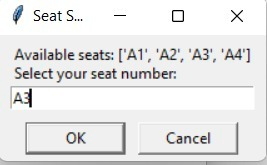 Seat S...
Available seats: ['A1', 'A2', 'A3', 'A4']
Select your seat number:
A3
OK
Cancel